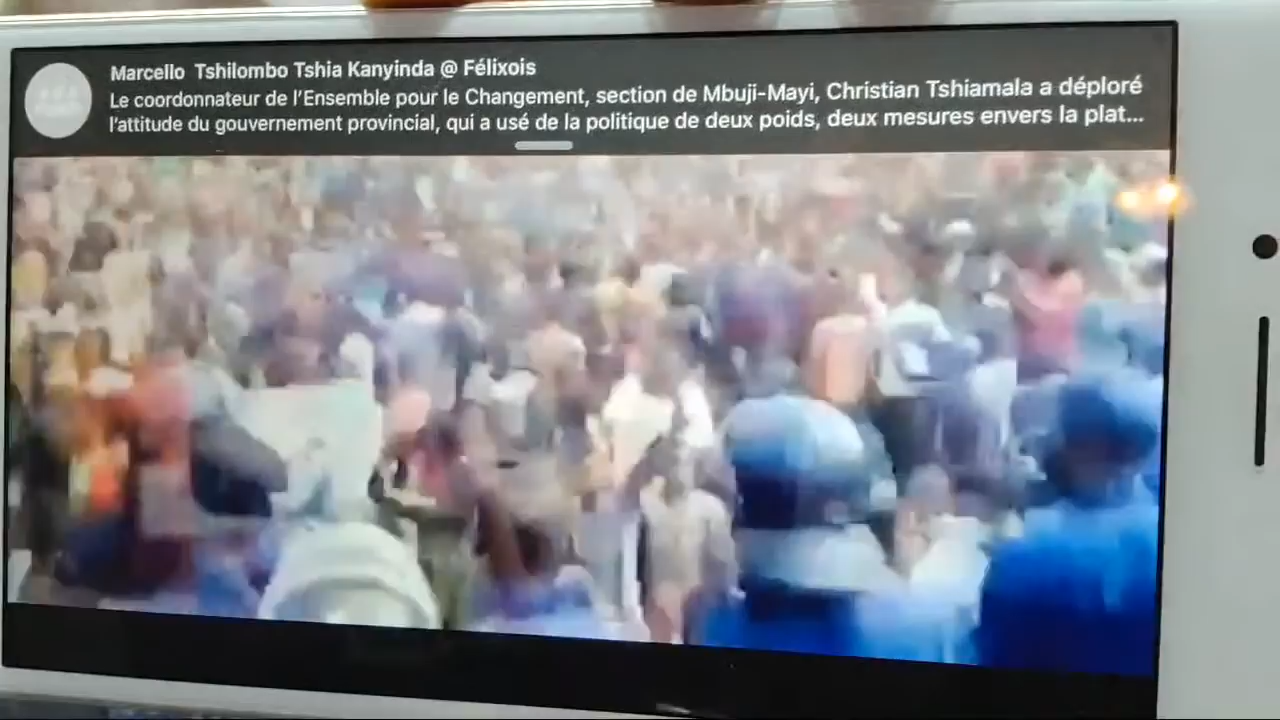 Marcello Tshilombo Tshia Kanyinda @ Félixois
Le coordonnateur de l'Ensemble pour le Changement, section de Mbuji-Mayi, Christian Tshiamala a déploré
l'attitude du gouvernement provincial, qui a usé de la politique de deux poids, deux mesures envers la plat...